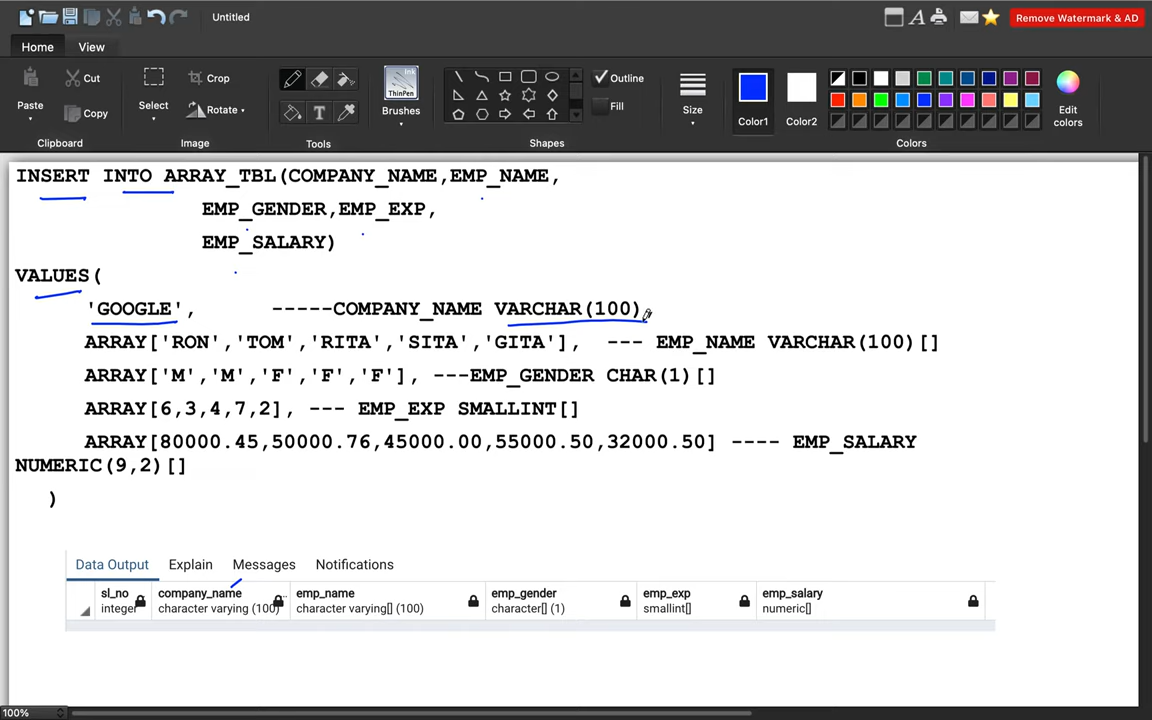 Untitled
Remove Watermark & AD
Home View
Paste Cut Copy Select Crop Rotate Brushes Outline Fill Size Color1 Color2 Edit colors
Ink
ThinPen
Clipboard Image Tools Shapes Colors
INSERT INTO ARRAY_TBL(COMPANY_NAME,EMP_NAME,
EMP_GENDER,EMP_EXP,
EMP_SALARY)
VALUES(
'GOOGLE', -----COMPANY_NAME VARCHAR(100),
ARRAY['RON','TOM','RITA','SITA','GITA'], --- EMP_NAME VARCHAR(100)[]
ARRAY['M','M','F','F','F'], ---EMP_GENDER CHAR(1)[]
ARRAY[6,3,4,7,2], --- EMP_EXP SMALLINT[]
ARRAY[80000.45,50000.76,45000.00,55000.50,32000.50] ---- EMP_SALARY
NUMERIC(9,2)[]
)
Data Output Explain Messages Notifications
sl_no company_name emp_name emp_gender emp_exp emp_salary
integer character varying (100) character varying[] (100) character[] (1) smallint[] numeric[]
100%